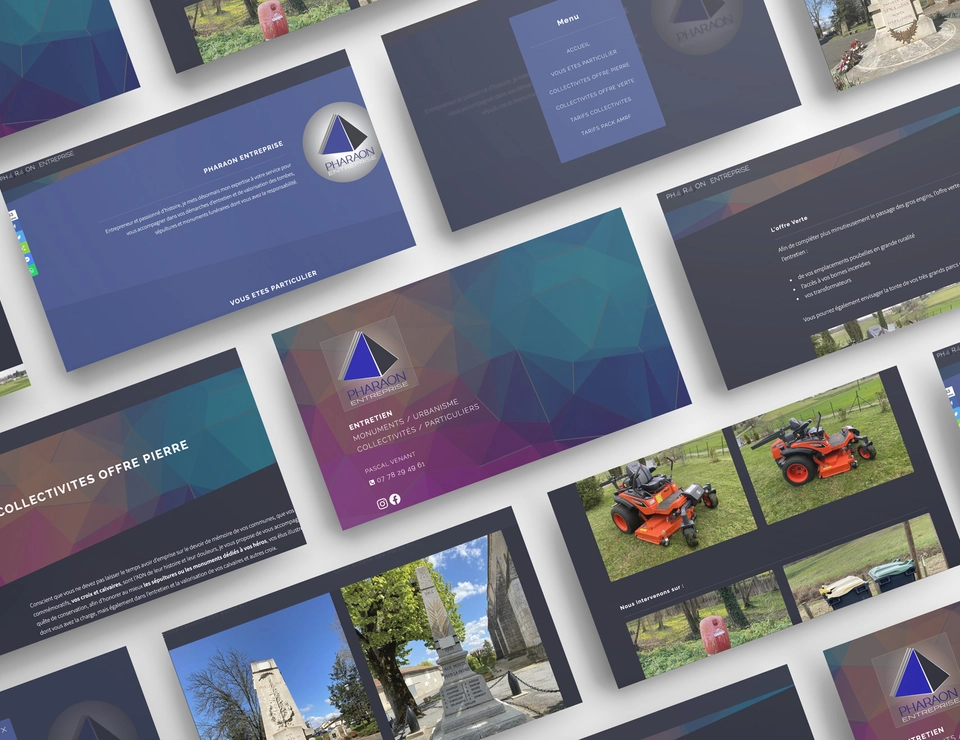 Menu
ACCUEIL
VOUS ETES PARTICULIER
COLLECTIVITES OFFRE PIERRE
COLLECTIVITES OFFRE VERTE
TARIFS COLLECTIVITES
TARIFS PACK AMRF
PHARAON
ENTREPRISE
PHARAON ENTREPRISE
Entrepreneur et passionné d'histoire, je mets désormais mon expertise à votre service pour
vous accompagner dans vos démarches d'entretien et de valorisation des tombes,
sépultures et monuments funéraires dont vous avez la responsabilité.
PHARAON
VOUS ETES PARTICULIER
ENTREPRISE
L'offre Verte
Afin de compléter plus minutieusement le passage des gros engins, l'offre verte
l'entretien :
de vos emplacements poubelles en grande ruralité
l'accès à vos bornes incendies
vos transformateurs
Vous pourrez également envisager la tonte de vos très grands parcs
PHARAON
ENTREPRISE
ENTRETIEN
MONUMENTS / URBANISME
COLLECTIVITÉS / PARTICULIERS
PASCAL VENANT
07 78 29 49 61
COLLECTIVITES OFFRE PIERRE
Conscient que vous ne devez pas laisser le temps avoir d'emprise sur le devoir de mémoire de vos communes, que vos
commémoratifs, vos croix et calvaires, sont l'ADN de leur histoire et leur douleurs, je vous propose de vous accompag
quête de conservation, afin d'honorer au mieux les sépultures ou les monuments dédiés à vos héros, vos élus illustr
dont vous avez la charge, mais également dans l'entretien et la valorisation de vos calvaires et autres croix.
Nous intervenons sur :
PHARAON
ENTREPRISE
ENTRETIEN